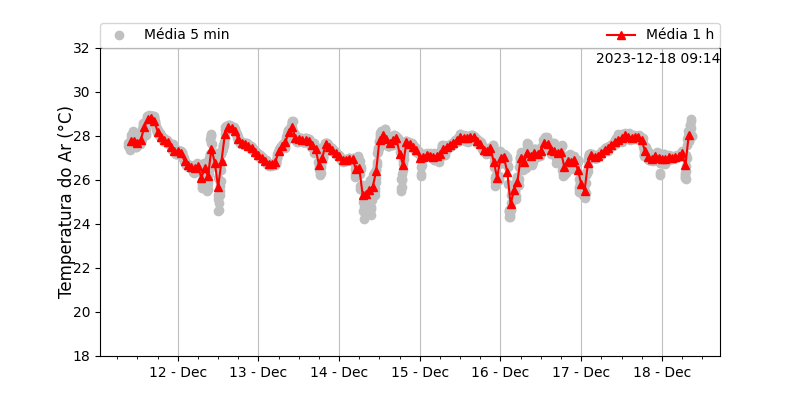 Média 5 min
Média 1 h
2023-12-18 09:14
Temperatura do Ar (°C)
32
30
28
26
24
22
20
18
12 - Dec
13 - Dec
14 - Dec
15 - Dec
16 - Dec
17 - Dec
18 - Dec